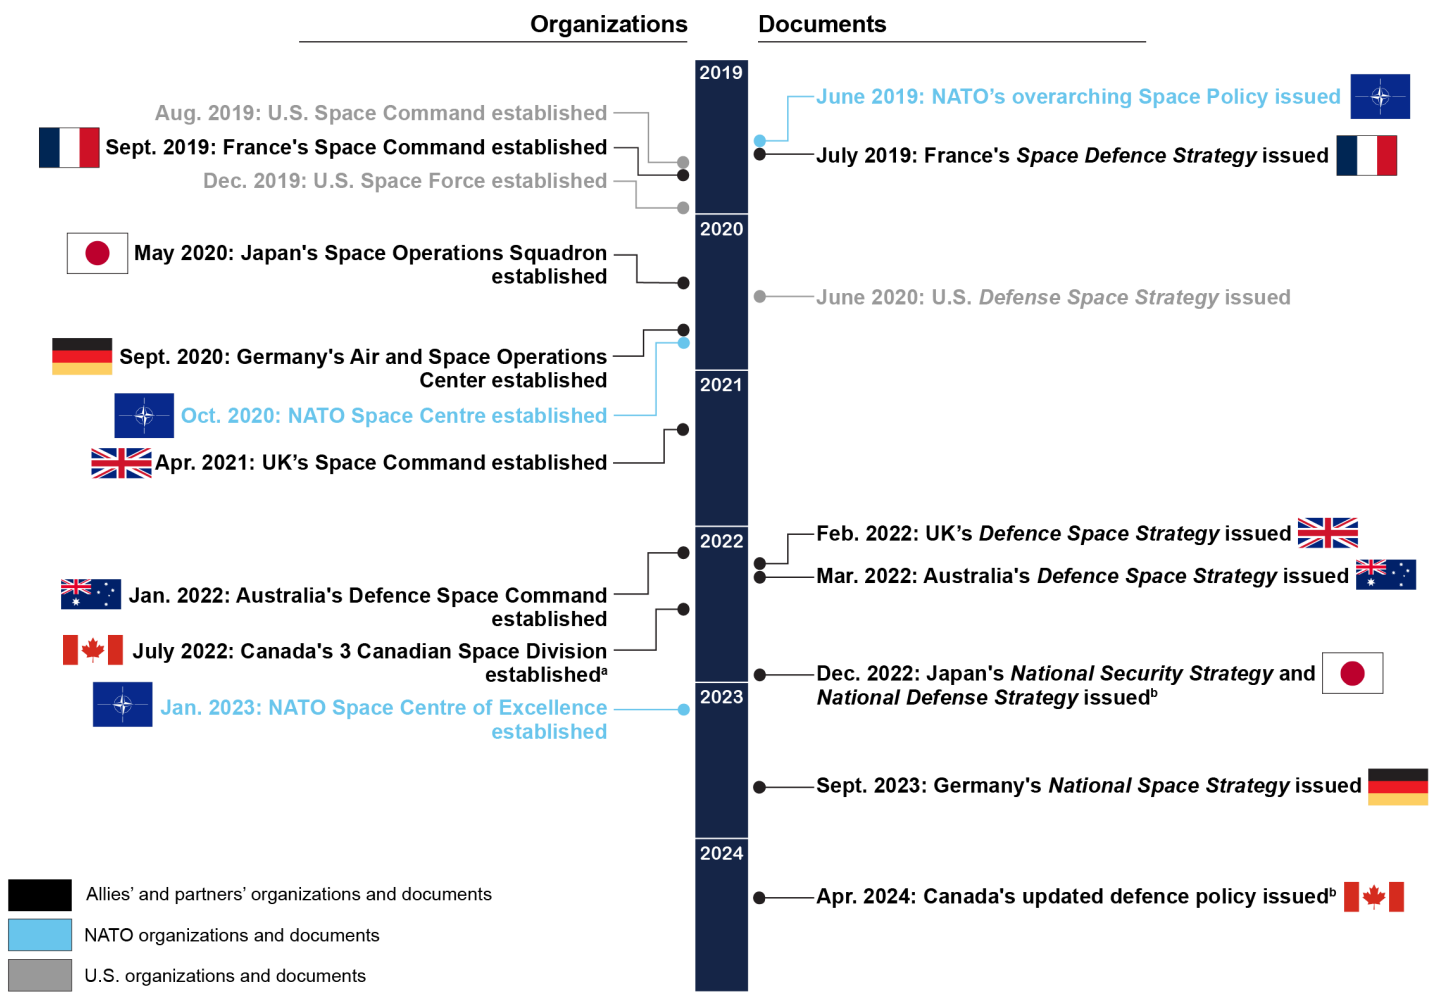 Organizations
Documents
2019
Aug. 2019: U.S. Space Command established
Sept. 2019: France's Space Command established
Dec. 2019: U.S. Space Force established
June 2019: NATO’s overarching Space Policy issued
July 2019: France's Space Defence Strategy issued
2020
May 2020: Japan's Space Operations Squadron
established
Sept. 2020: Germany's Air and Space Operations
Center established
Oct. 2020: NATO Space Centre established
June 2020: U.S. Defense Space Strategy issued
2021
Apr. 2021: UK’s Space Command established
2022
Jan. 2022: Australia's Defence Space Command
established
July 2022: Canada's 3 Canadian Space Division
establishedᵃ
Feb. 2022: UK’s Defence Space Strategy issued
Mar. 2022: Australia's Defence Space Strategy issued
Dec. 2022: Japan's National Security Strategy and
National Defense Strategy issuedᵇ
2023
Jan. 2023: NATO Space Centre of Excellence
established
Sept. 2023: Germany's National Space Strategy issued
2024
Apr. 2024: Canada's updated defence policy issuedᵇ
Allies’ and partners’ organizations and documents
NATO organizations and documents
U.S. organizations and documents